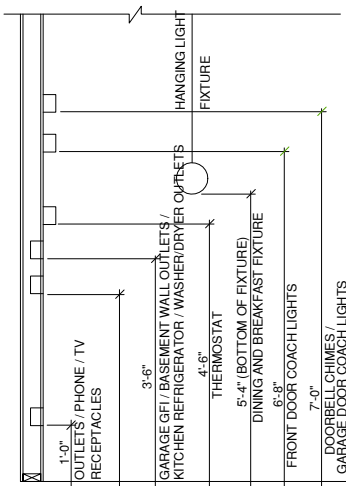 HANGING LIGHT
FIXTURE
1'-0"
OUTLETS / PHONE / TV
RECEPTACLES
3'-6"
GARAGE GFI / BASEMENT WALL OUTLETS /
KITCHEN REFRIGERATOR / WASHER/DRYER OUTLETS
4'-6"
THERMOSTAT
5'-4" (BOTTOM OF FIXTURE)
DINING AND BREAKFAST FIXTURE
6'-8"
FRONT DOOR COACH LIGHTS
7'-0"
DOORBELL CHIMES /
GARAGE DOOR COACH LIGHTS